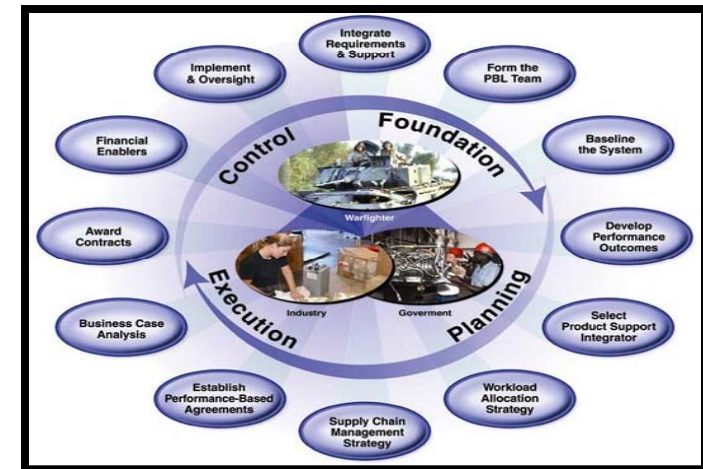 Integrate
Requirements
& Support
Form the
PBL Team
Baseline
the System
Develop
Performance
Outcomes
Select
Product Support
Integrator
Workload
Allocation
Strategy
Supply Chain
Management
Strategy
Establish
Performance-Based
Agreements
Business Case
Analysis
Award
Contracts
Financial
Enablers
Implement
& Oversight
Control
Foundation
Planning
Execution
Warfighter
Industry
Goverment